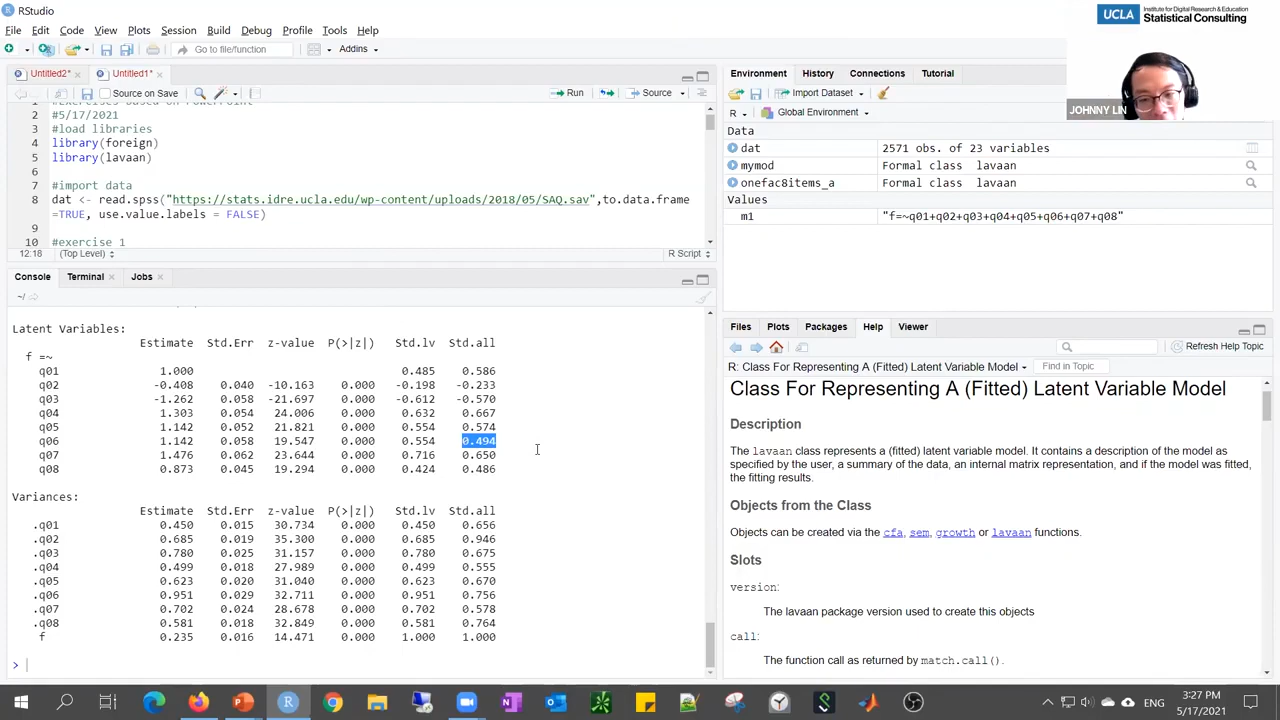 RStudio
File Edit Code View Plots Session Build Debug Profile Tools Help
Go to file/function Addins
UCLA Institute for Digital Research & Education
Statistical Consulting
JOHNNY LIN
Untitled2* Untitled1*
Source on Save Run Source
1 #Exercises based on PowerPoint
2 #5/17/2021
3 #load libraries
4 library(foreign)
5 library(lavaan)
6
7 #import data
8 dat <- read.spss("https://stats.idre.ucla.edu/wp-content/uploads/2018/05/SAQ.sav",to.data.frame
=TRUE, use.value.labels = FALSE)
9
10 #exercise 1
12:18 (Top Level) R Script
Console Terminal Jobs
~/
Latent Variables:
Estimate Std.Err z-value P(>|z|) Std.lv Std.all
f =~
q01 1.000 0.485 0.586
q02 -0.408 0.040 -10.163 0.000 -0.198 -0.233
q03 -1.262 0.058 -21.697 0.000 -0.612 -0.570
q04 1.303 0.054 24.006 0.000 0.632 0.667
q05 1.142 0.052 21.821 0.000 0.554 0.574
q06 1.142 0.058 19.547 0.000 0.554 0.494
q07 1.476 0.062 23.644 0.000 0.716 0.650
q08 0.873 0.045 19.294 0.000 0.424 0.486
Variances:
Estimate Std.Err z-value P(>|z|) Std.lv Std.all
.q01 0.450 0.015 30.734 0.000 0.450 0.656
.q02 0.685 0.019 35.300 0.000 0.685 0.946
.q03 0.780 0.025 31.157 0.000 0.780 0.675
.q04 0.499 0.018 27.989 0.000 0.499 0.555
.q05 0.623 0.020 31.040 0.000 0.623 0.670
.q06 0.951 0.029 32.711 0.000 0.951 0.756
.q07 0.702 0.024 28.678 0.000 0.702 0.578
.q08 0.581 0.018 32.849 0.000 0.581 0.764
f 0.235 0.016 14.471 0.000 1.000 1.000
>
Environment History Connections Tutorial
Import Dataset
R Global Environment
Data
dat 2571 obs. of 23 variables
mymod Formal class lavaan
onefac8items_a Formal class lavaan
Values
m1 "f=~q01+q02+q03+q04+q05+q06+q07+q08"
Files Plots Packages Help Viewer
Refresh Help Topic
R: Class For Representing A (Fitted) Latent Variable Model Find in Topic
Class For Representing A (Fitted) Latent Variable Model
Description
The lavaan class represents a (fitted) latent variable model. It contains a description of the model as
specified by the user, a summary of the data, an internal matrix representation, and if the model was fitted,
the fitting results.
Objects from the Class
Objects can be created via the cfa, sem, growth or lavaan functions.
Slots
version:
The lavaan package version used to create this objects
call:
The function call as returned by match.call().
ENG
3:27 PM
5/17/2021